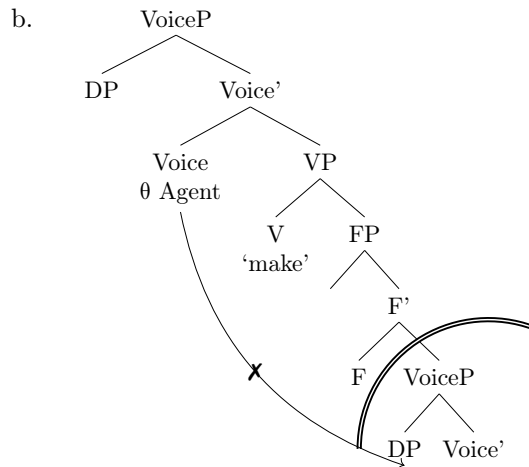 b.
VoiceP
DP Voice'
Voice VP
θ Agent
V FP
'make'
F'
F VoiceP
DP Voice'